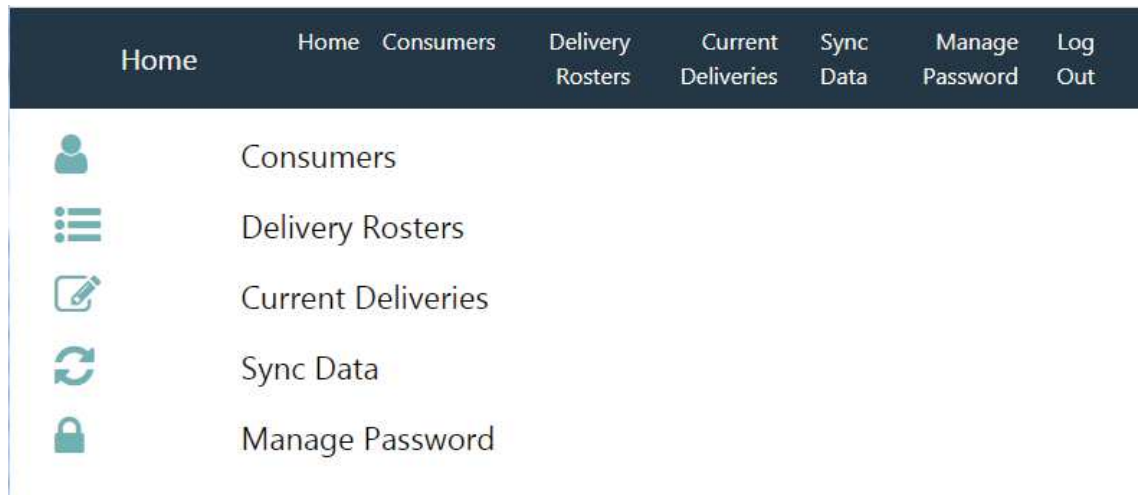 Home
Home Consumers Delivery Rosters Current Deliveries Sync Data Manage Password Log Out
Consumers
Delivery Rosters
Current Deliveries
Sync Data
Manage Password